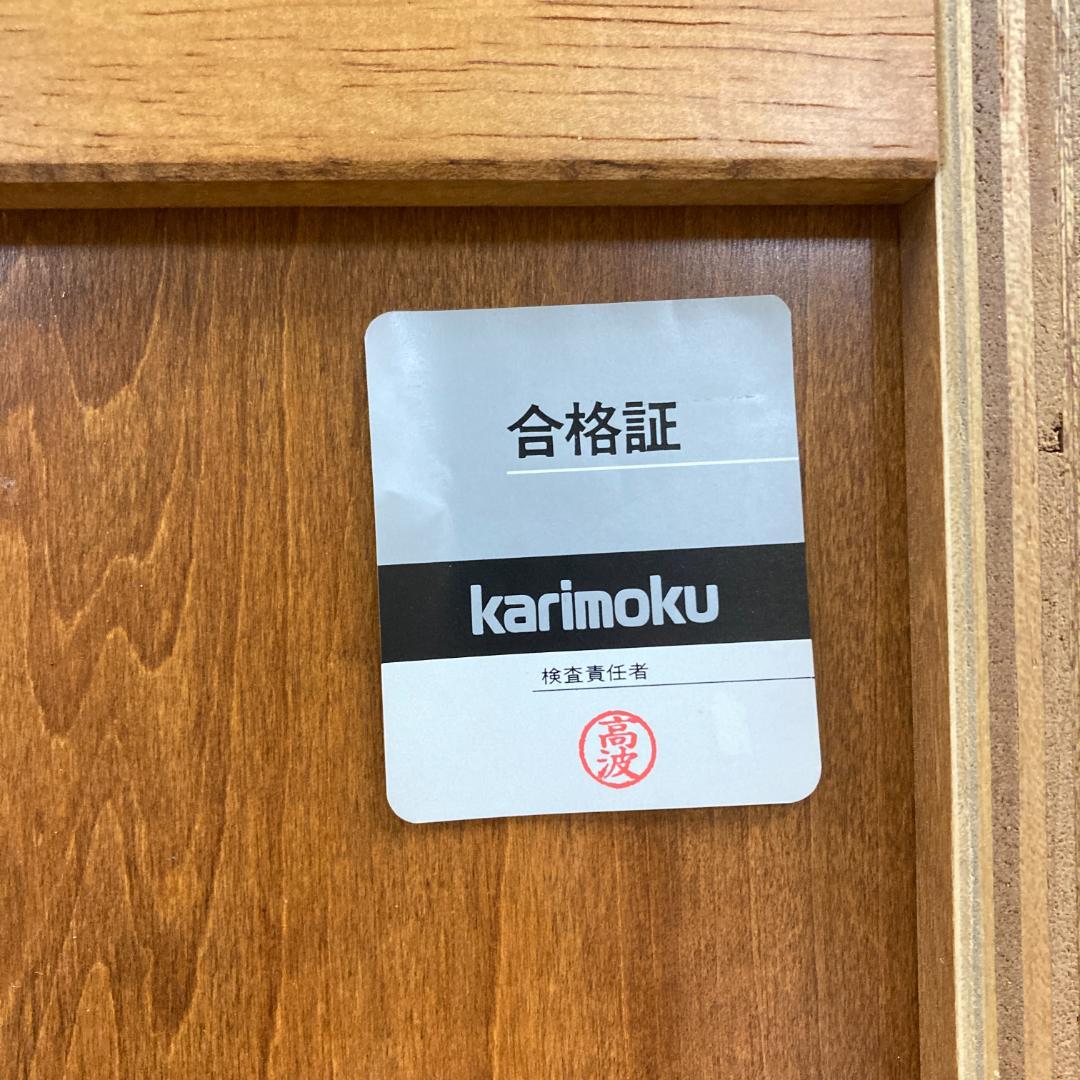 合格証
karimoku
検査責任者
高波